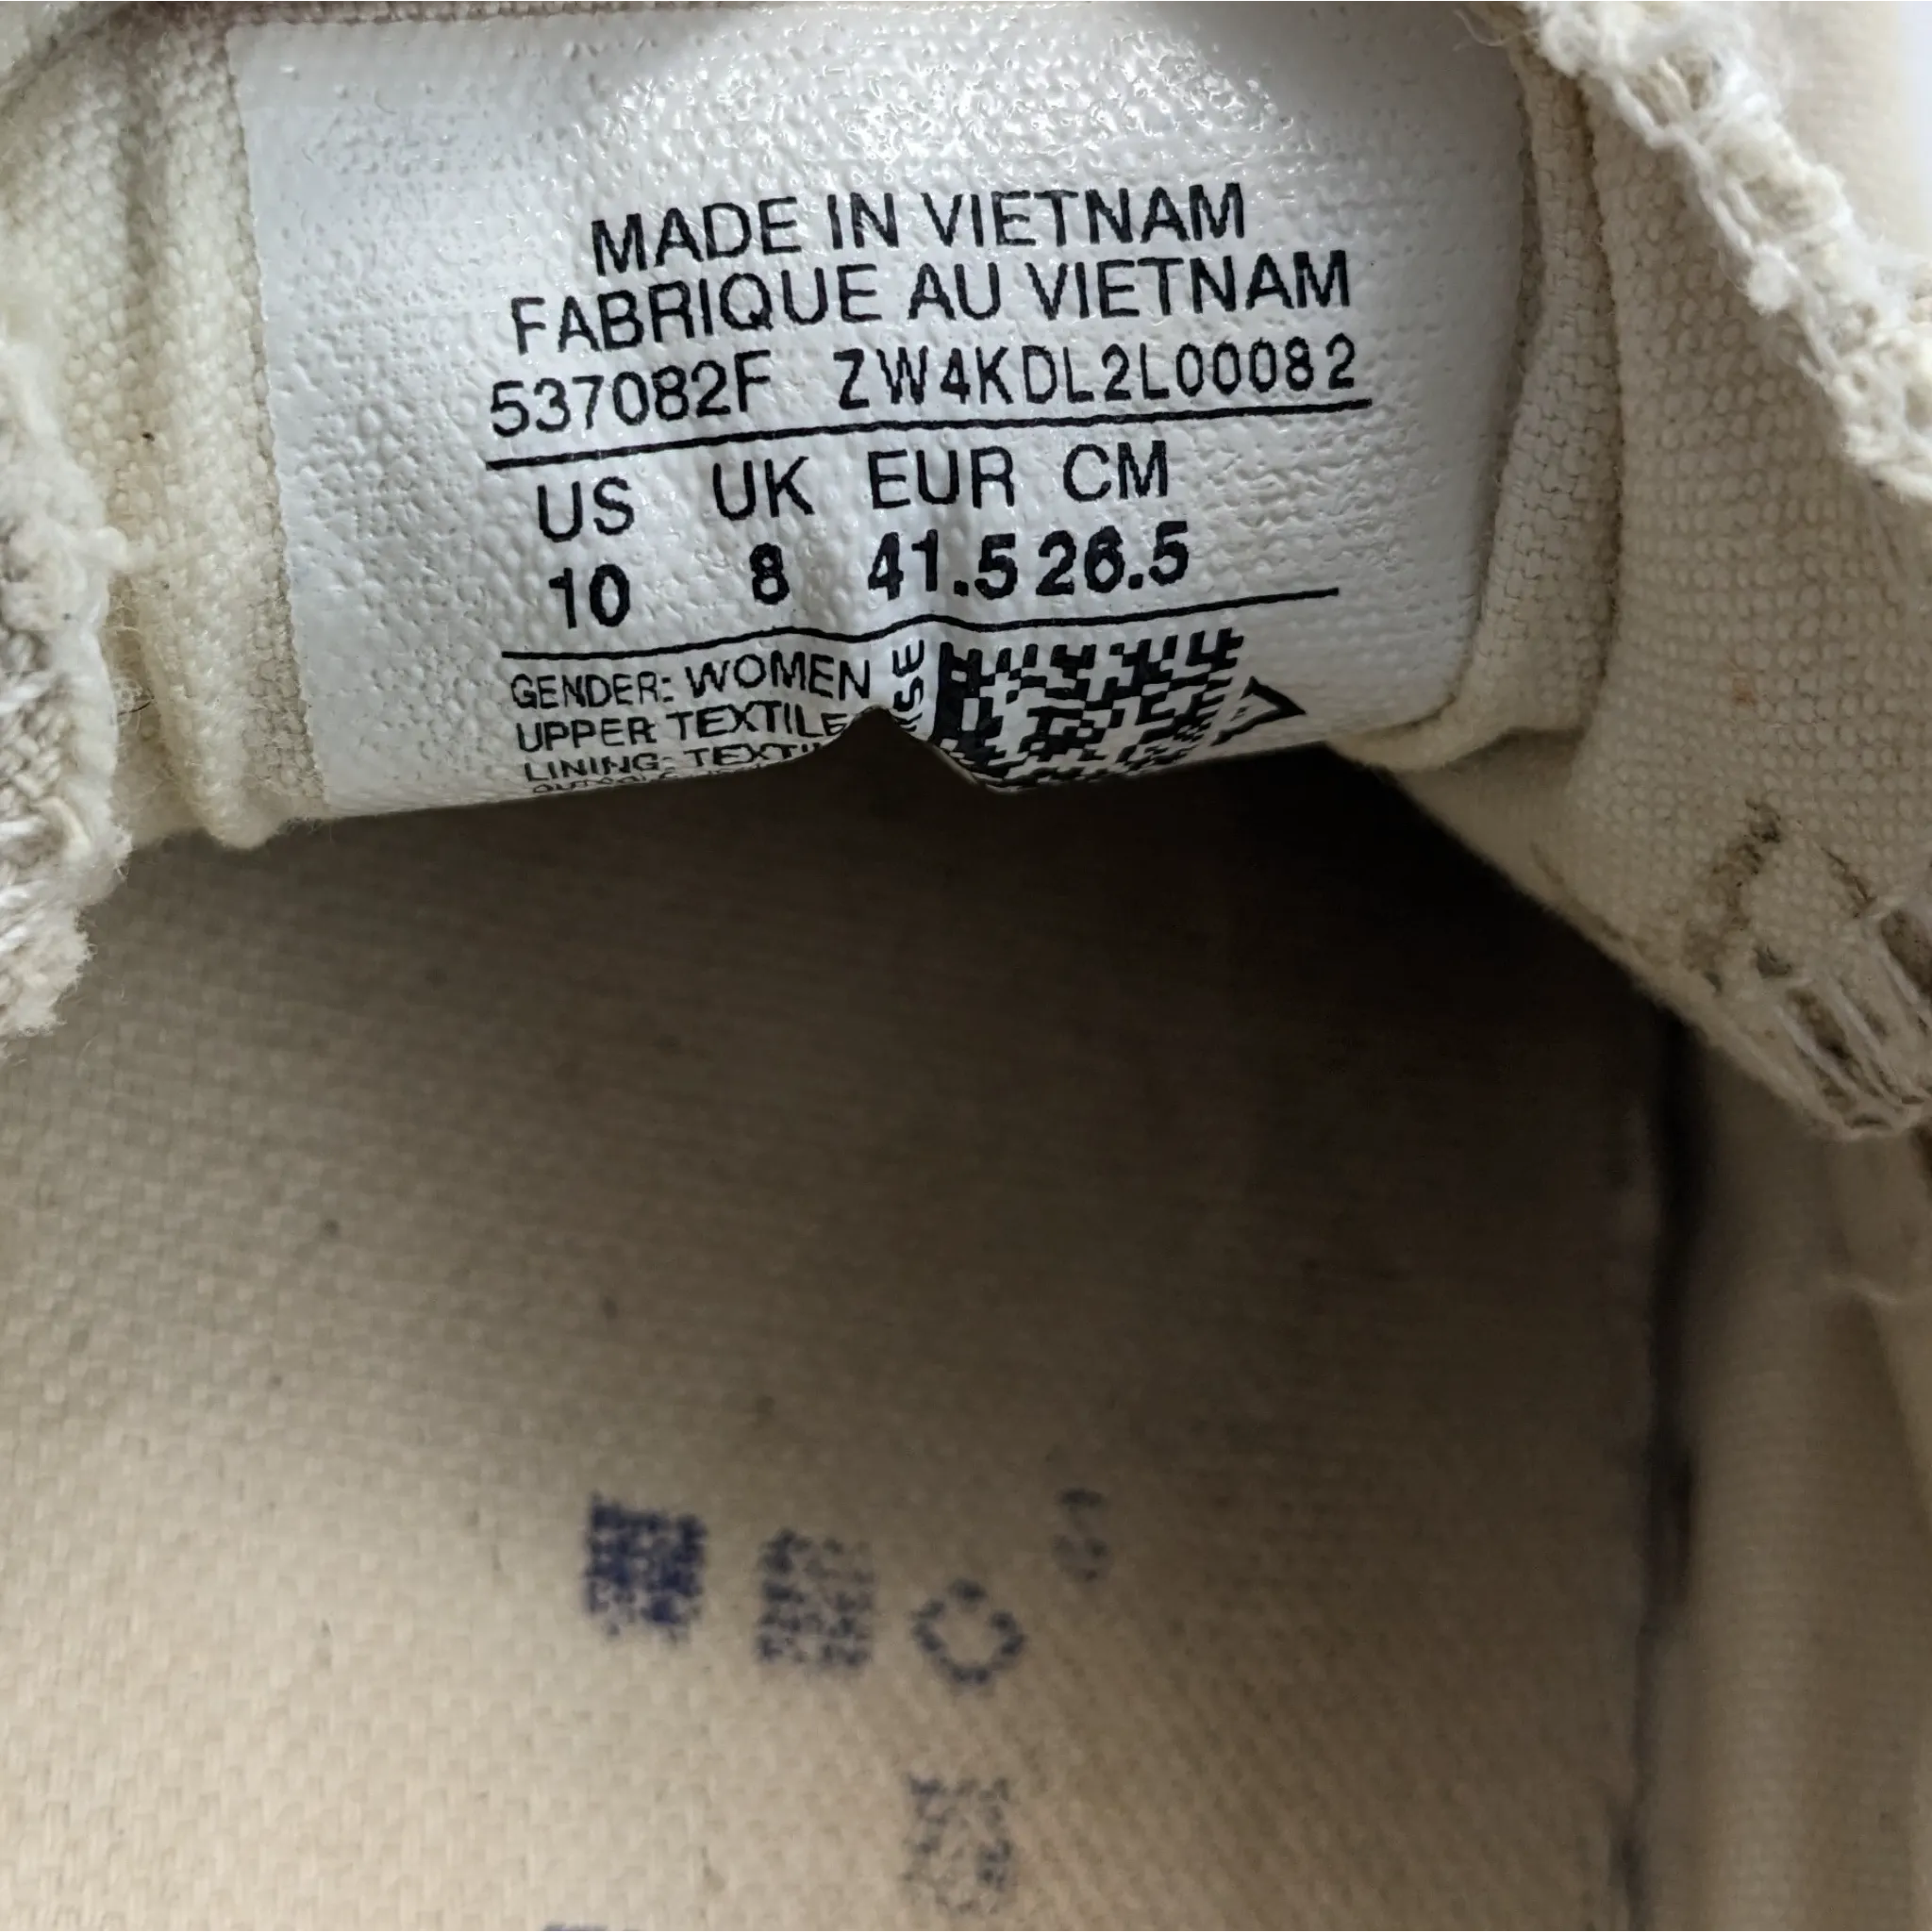 MADE IN VIETNAM
FABRIQUE AU VIETNAM
537082F ZW4KDL2L00082
US UK EUR CM
10 8 41.5 26.5
GENDER: WOMEN
UPPER: TEXTILE
LINING: